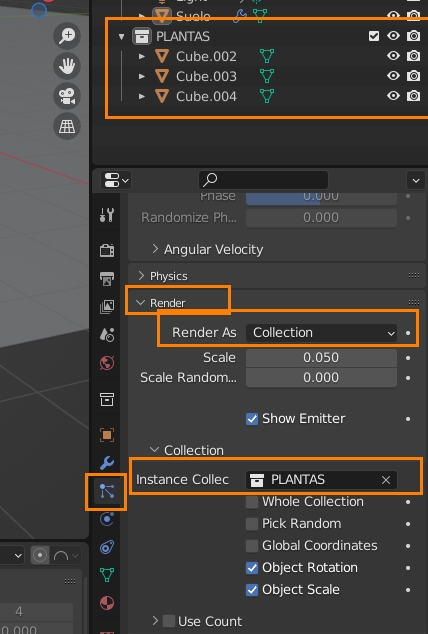 Light
Suelo
PLANTAS
Cube.002
Cube.003
Cube.004
Phase 0.000
Randomize Ph... 0.000
Angular Velocity
Physics
Render
Render As Collection
Scale 0.050
Scale Random... 0.000
Show Emitter
Collection
Instance Collec PLANTAS
Whole Collection
Pick Random
Global Coordinates
Object Rotation
Object Scale
Use Count
4
0.000